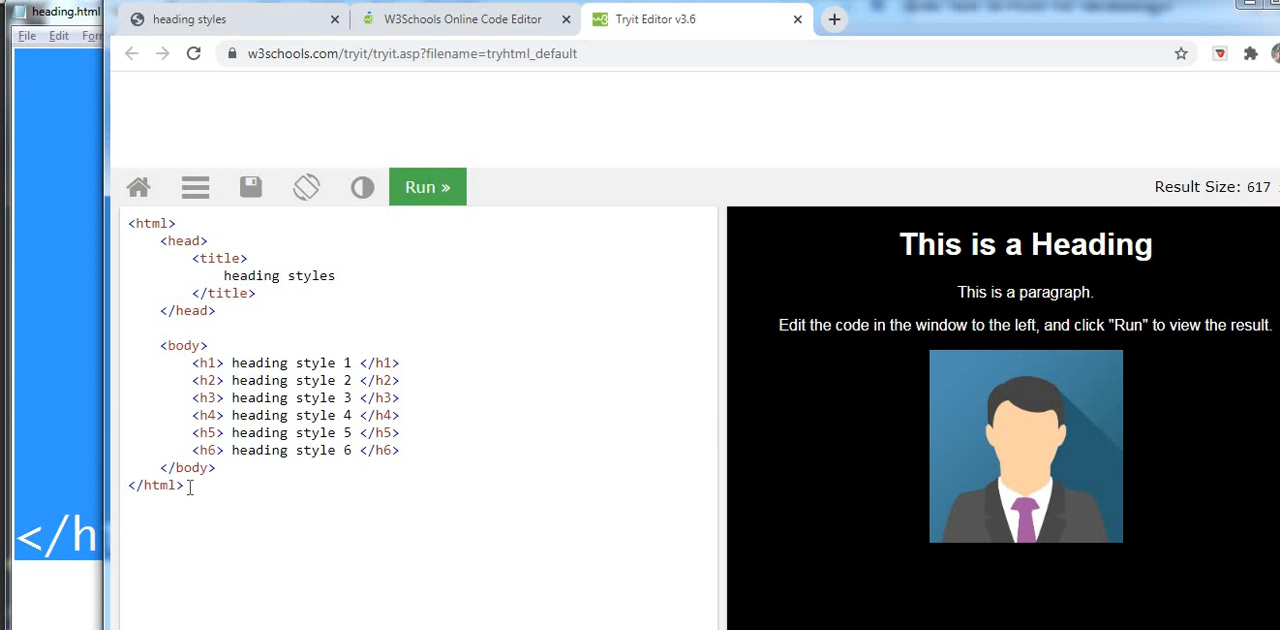 heading.html
File Edit
heading styles
W3Schools Online Code Editor
Tryit Editor v3.6
w3schools.com/tryit/tryit.asp?filename=tryhtml_default
Run »
Result Size: 617
<html>
<head>
<title>
heading styles
</title>
</head>
<body>
<h1> heading style 1 </h1>
<h2> heading style 2 </h2>
<h3> heading style 3 </h3>
<h4> heading style 4 </h4>
<h5> heading style 5 </h5>
<h6> heading style 6 </h6>
</body>
</html>
This is a Heading
This is a paragraph.
Edit the code in the window to the left, and click "Run" to view the result.
</h